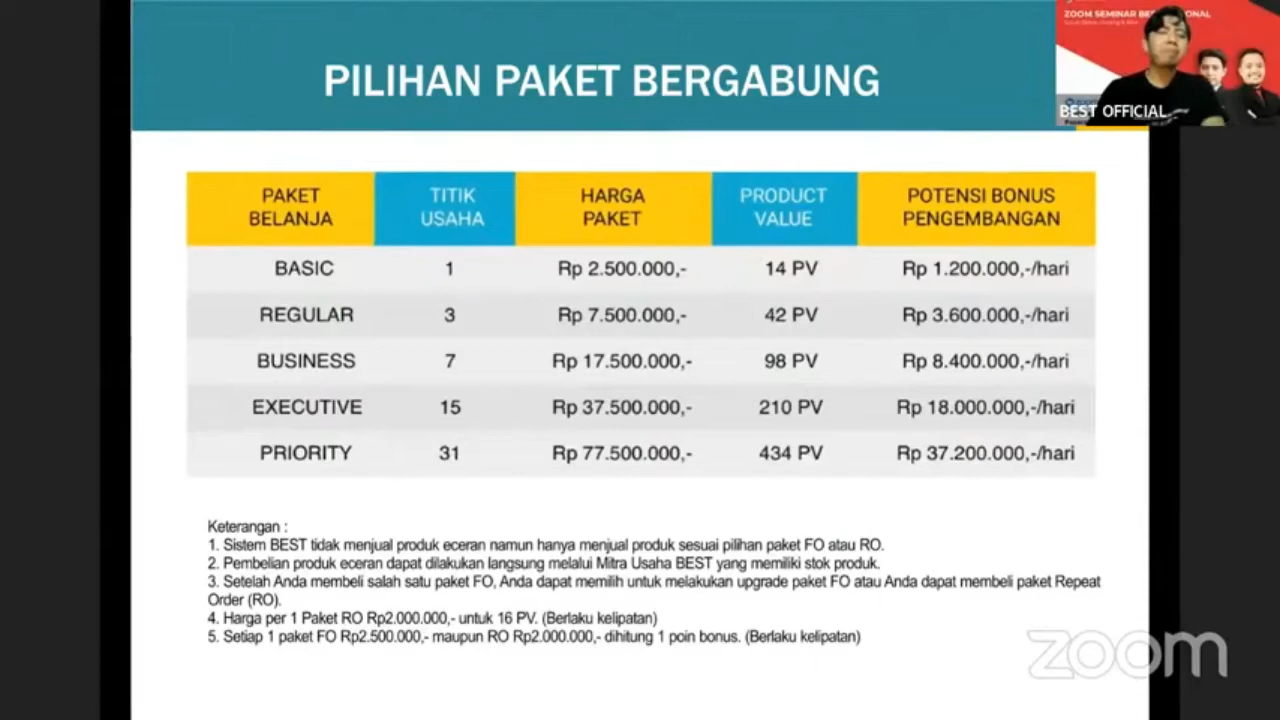 PILIHAN PAKET BERGABUNG
ZOOM SEMINAR
BEST OFFICIAL
PAKET BELANJA
TITIK USAHA
HARGA PAKET
PRODUCT VALUE
POTENSI BONUS PENGEMBANGAN
BASIC 1 Rp 2.500.000,- 14 PV Rp 1.200.000,-/hari
REGULAR 3 Rp 7.500.000,- 42 PV Rp 3.600.000,-/hari
BUSINESS 7 Rp 17.500.000,- 98 PV Rp 8.400.000,-/hari
EXECUTIVE 15 Rp 37.500.000,- 210 PV Rp 18.000.000,-/hari
PRIORITY 31 Rp 77.500.000,- 434 PV Rp 37.200.000,-/hari
Keterangan :
1. Sistem BEST tidak menjual produk eceran namun hanya menjual produk sesuai pilihan paket FO atau RO.
2. Pembelian produk eceran dapat dilakukan langsung melalui Mitra Usaha BEST yang memiliki stok produk.
3. Setelah Anda membeli salah satu paket FO, Anda dapat memilih untuk melakukan upgrade paket FO atau Anda dapat membeli paket Repeat
Order (RO).
4. Harga per 1 Paket RO Rp2.000.000,- untuk 16 PV. (Berlaku kelipatan)
5. Setiap 1 paket FO Rp2.500.000,- maupun RO Rp2.000.000,- dihitung 1 poin bonus. (Berlaku kelipatan)
zoom